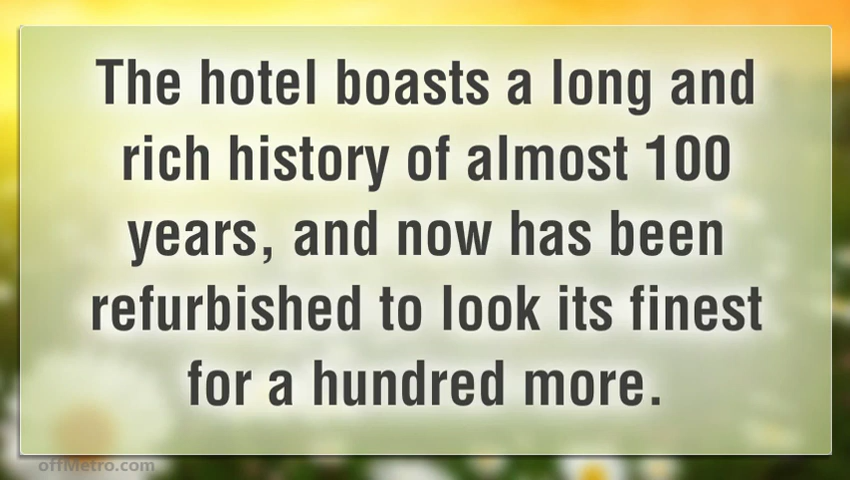 The hotel boasts a long and
rich history of almost 100
years, and now has been
refurbished to look its finest
for a hundred more.
offMetro.com